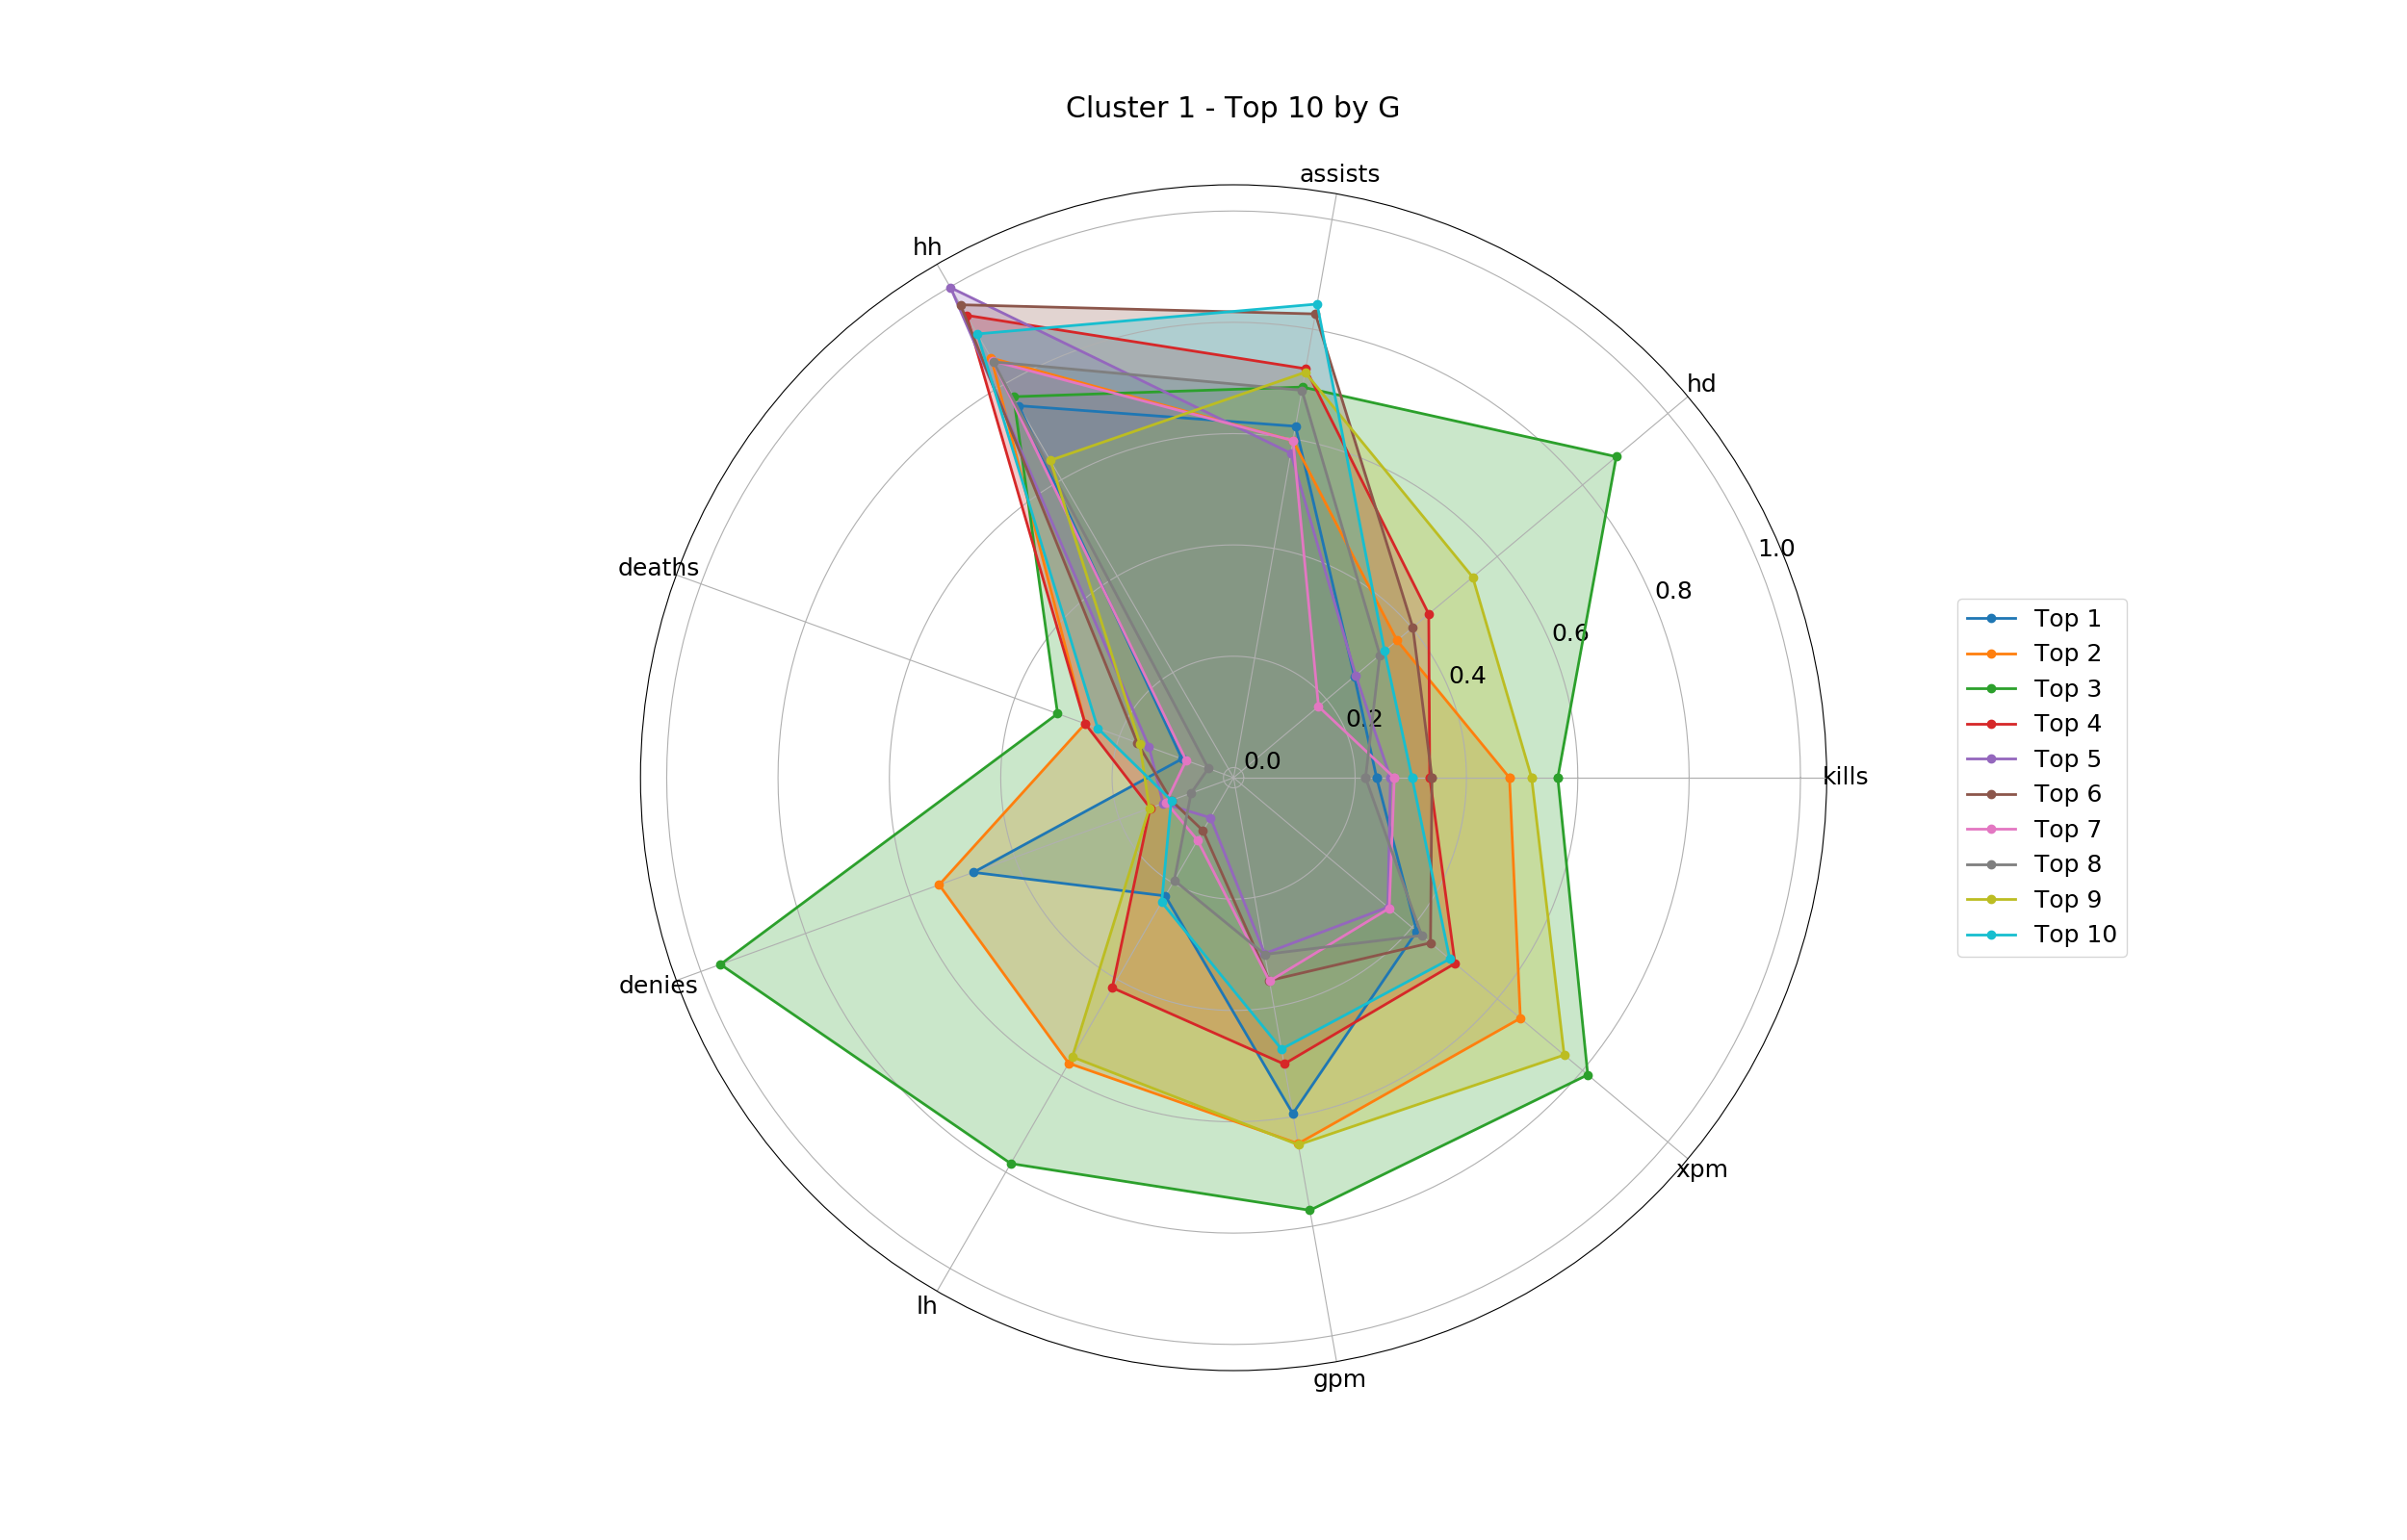 Cluster 1 - Top 10 by G
assists
hh
hd
deaths
1.0
0.8
0.6
0.4
0.2
0.0
kills
denies
xpm
lh
gpm
Top 1
Top 2
Top 3
Top 4
Top 5
Top 6
Top 7
Top 8
Top 9
Top 10